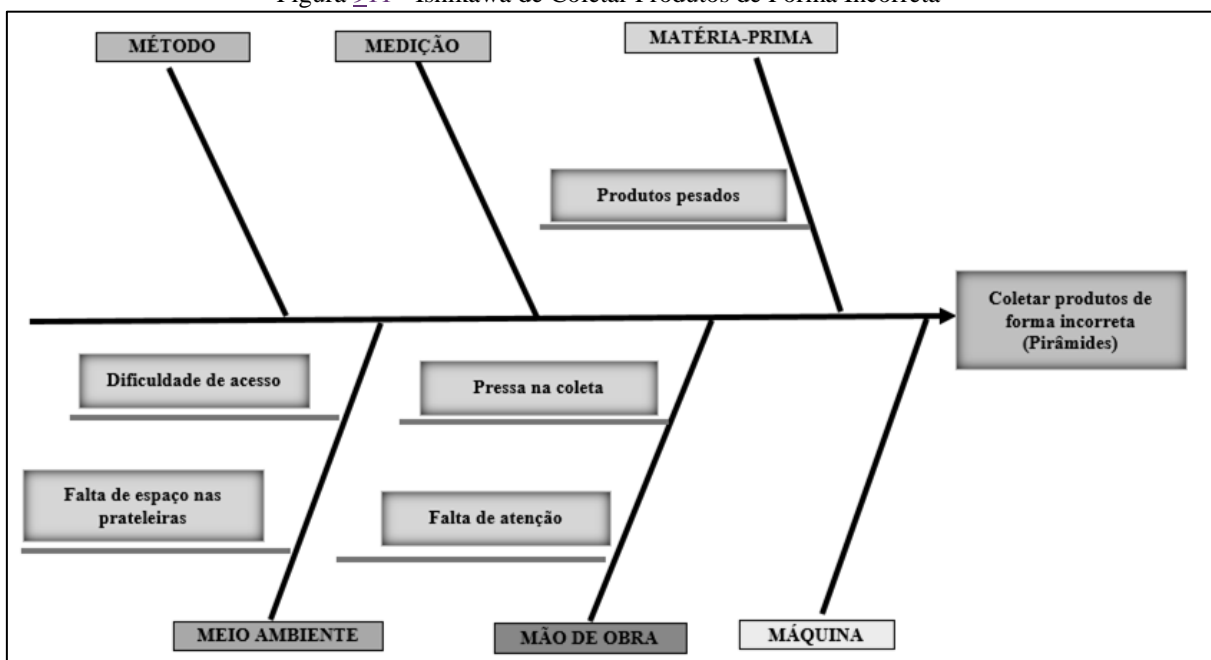 Figura 911 - Ishikawa de Coletar Produtos de Forma Incorreta
MÉTODO
MEDIÇÃO
MATÉRIA-PRIMA
Produtos pesados
Coletar produtos de
forma incorreta
(Pirâmides)
Dificuldade de acesso
Pressa na coleta
Falta de espaço nas
prateleiras
Falta de atenção
MEIO AMBIENTE
MÃO DE OBRA
MÁQUINA